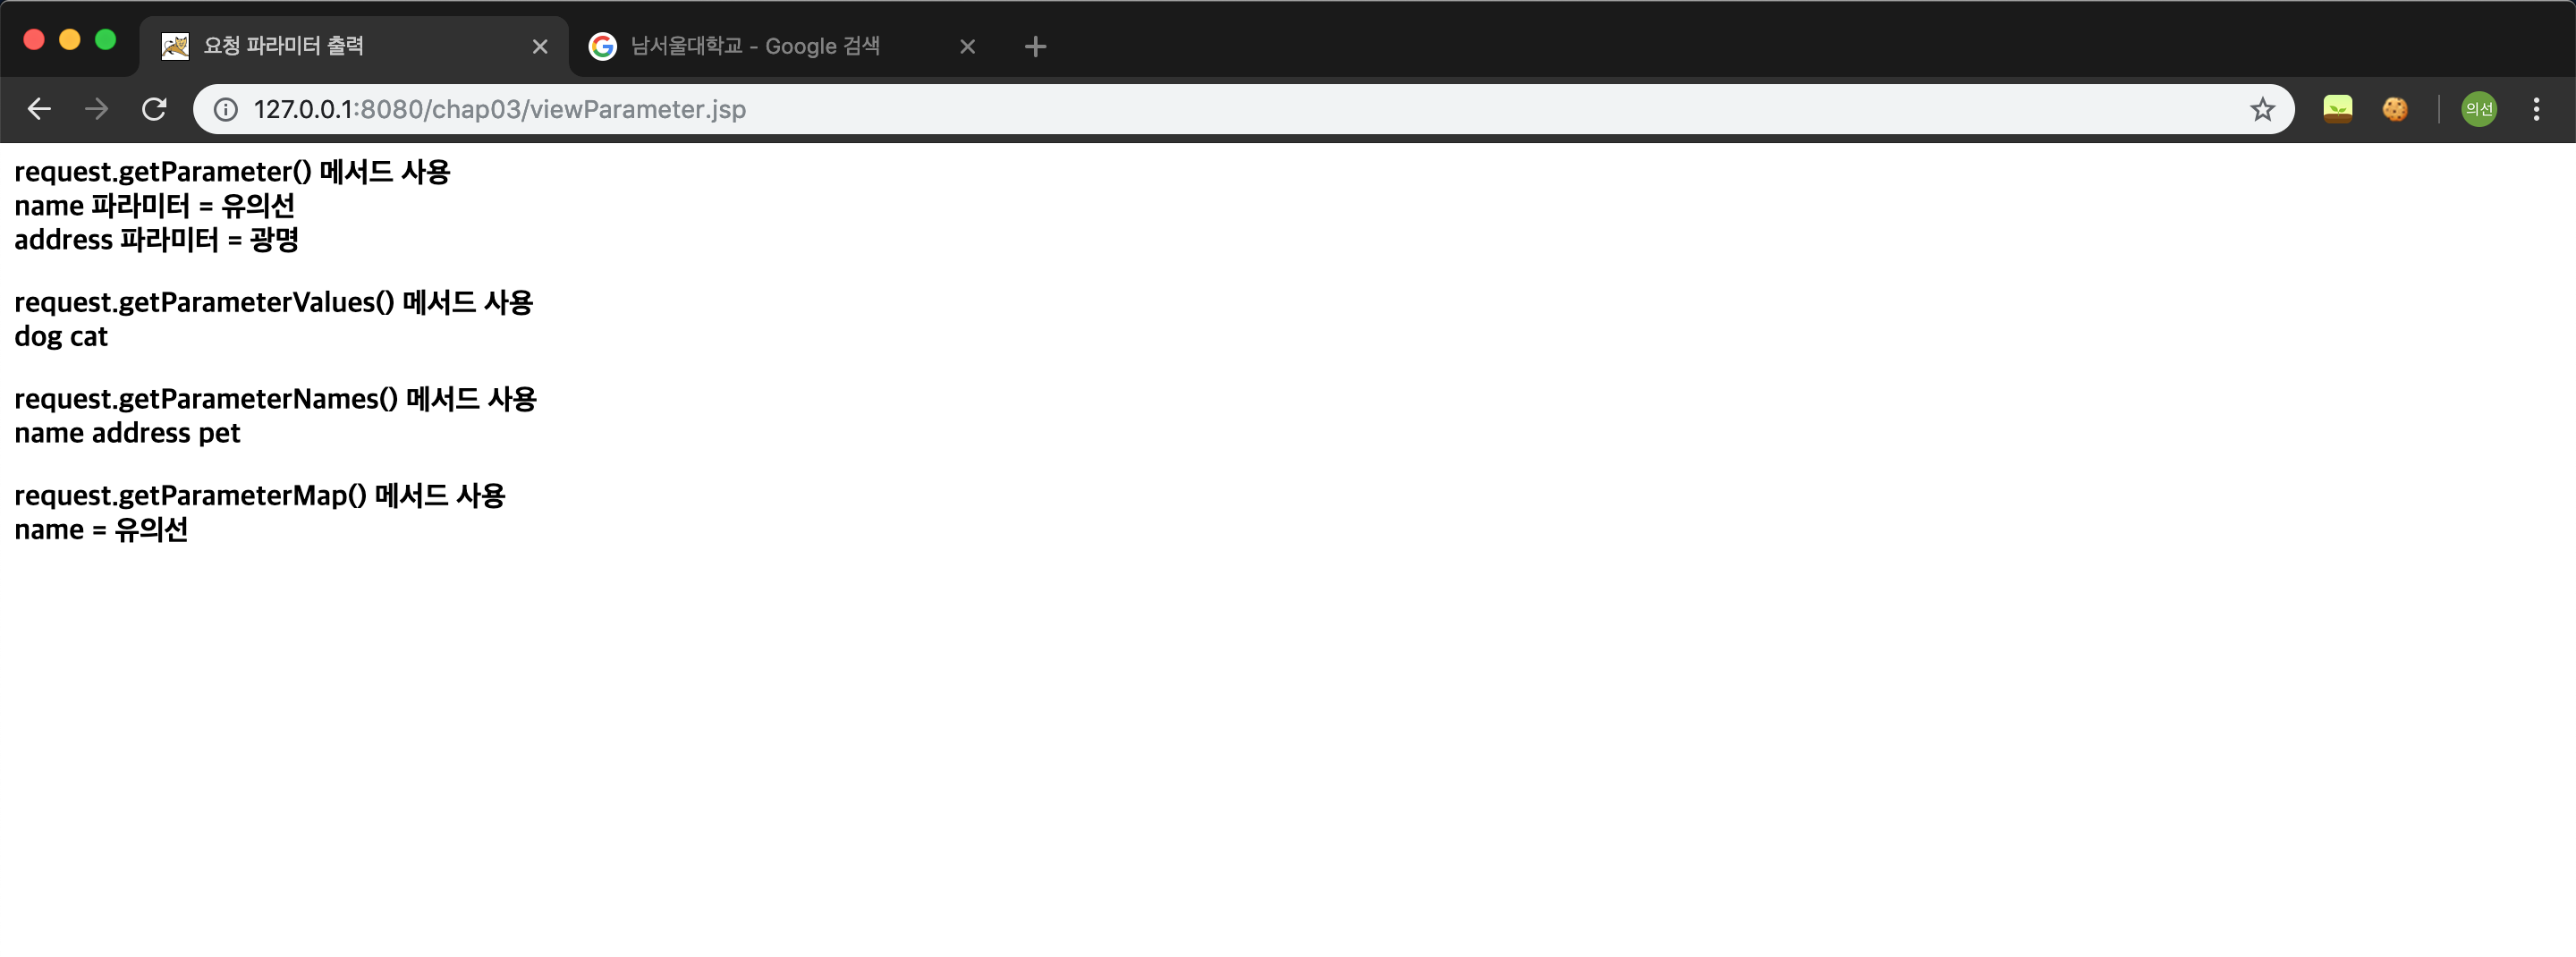 요청 파라미터 출력
남서울대학교 - Google 검색
127.0.0.1:8080/chap03/viewParameter.jsp
의선
request.getParameter() 메서드 사용
name 파라미터 = 유의선
address 파라미터 = 광명
request.getParameterValues() 메서드 사용
dog cat
request.getParameterNames() 메서드 사용
name address pet
request.getParameterMap() 메서드 사용
name = 유의선